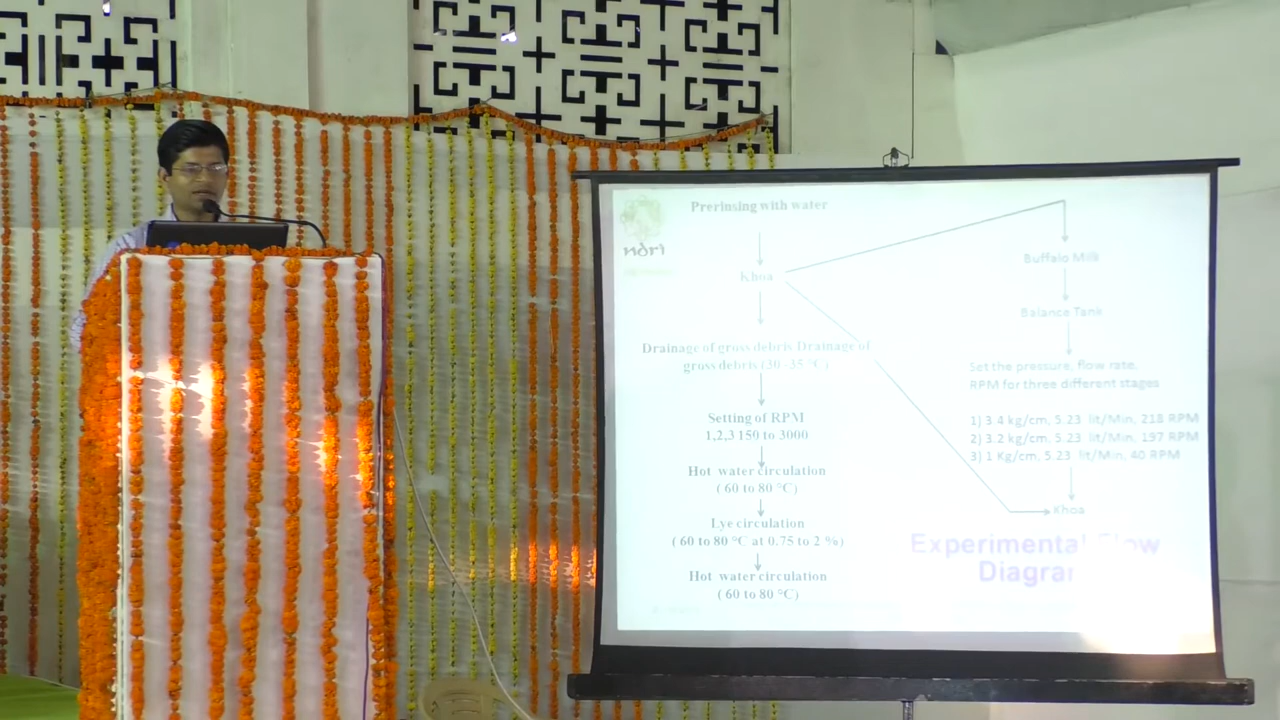 ndri
Prerinsing with water
Khoa
Drainage of gross debris Drainage of
gross debris (30-35 °C)
Setting of RPM
1,2,3 150 to 3000
Hot water circulation
( 60 to 80 °C)
Lye circulation
( 60 to 80 °C at 0.75 to 2 %)
Hot water circulation
( 60 to 80 °C)
Buffalo Milk
Balance Tank
Set the pressure, flow rate,
RPM for three different stages
1) 3.4 kg/cm, 5.23 lit/Min, 218 RPM
2) 3.2 kg/cm, 5.23 lit/Min, 197 RPM
3) 1 Kg/cm, 5.23 lit/Min, 40 RPM
Khoa
Experimental Flow
Diagram